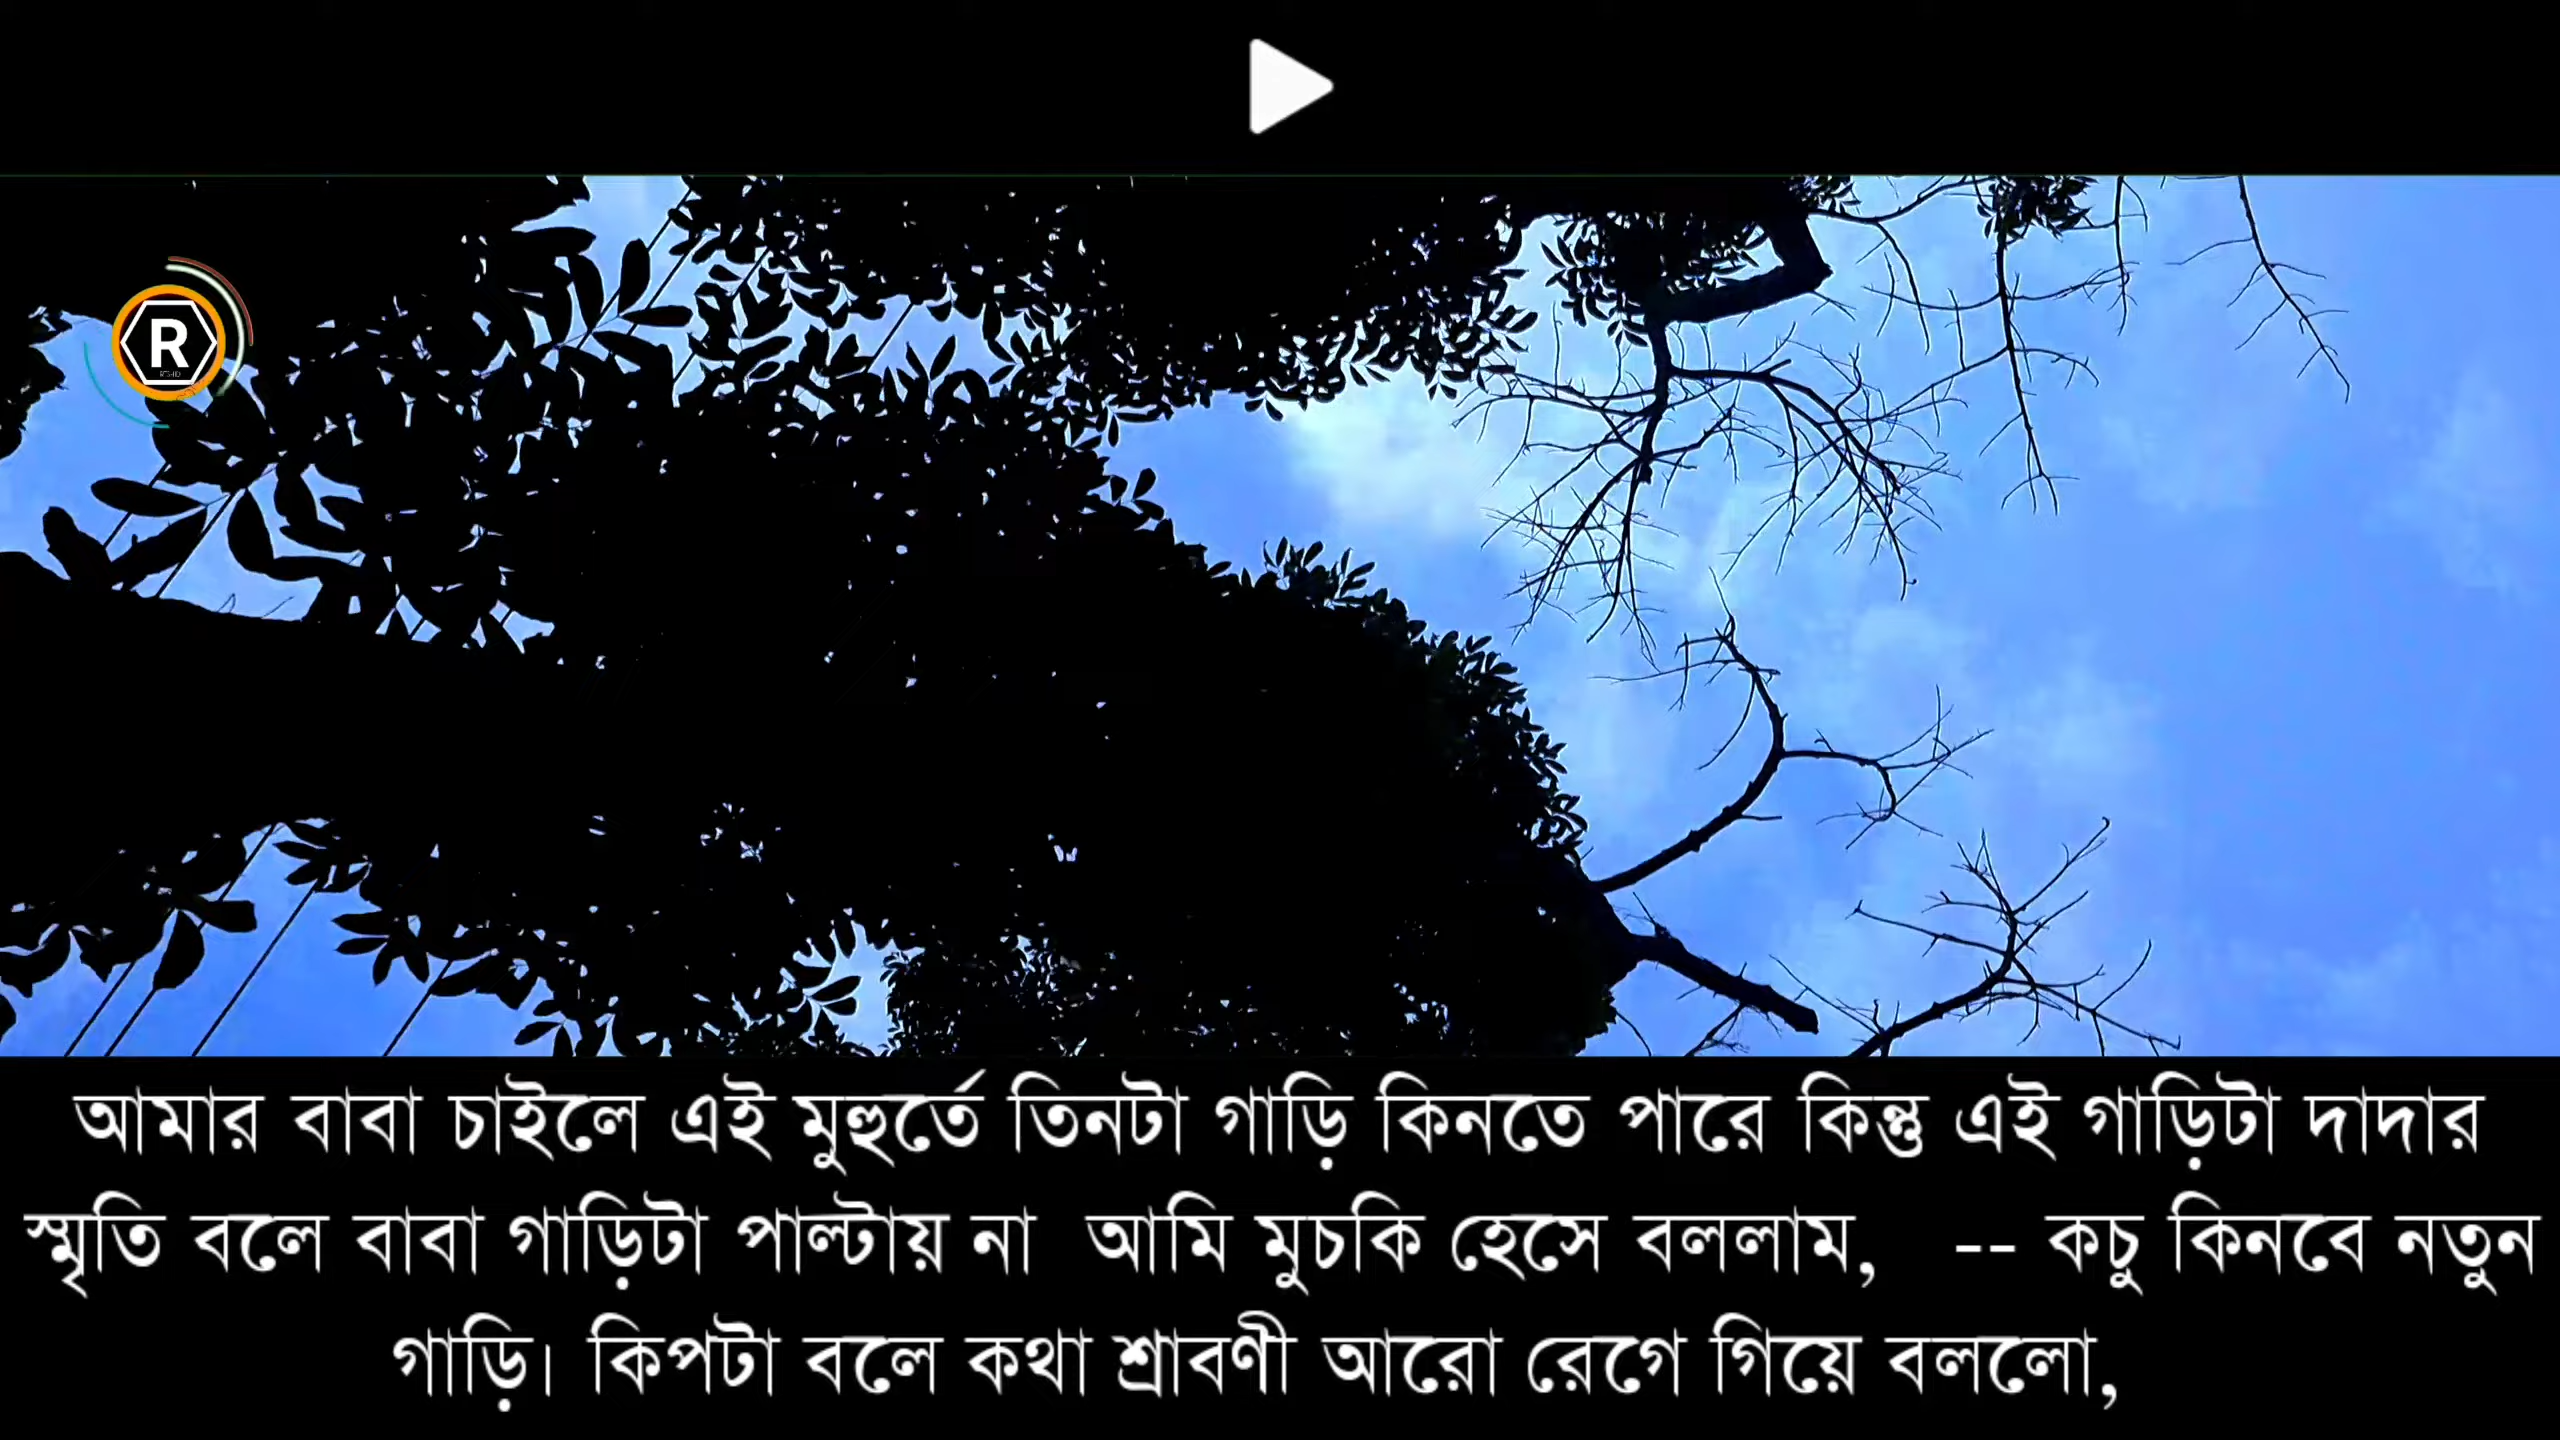 R
আমার বাবা চাইলে এই মুহুর্তে তিনটা গাড়ি কিনতে পারে কিন্তু এই গাড়িটা দাদার
স্মৃতি বলে বাবা গাড়িটা পাল্টায় না আমি মুচকি হেসে বললাম, -- কচু কিনবে নতুন
গাড়ি। কিপটা বলে কথা শ্রাবণী আরো রেগে গিয়ে বললো,